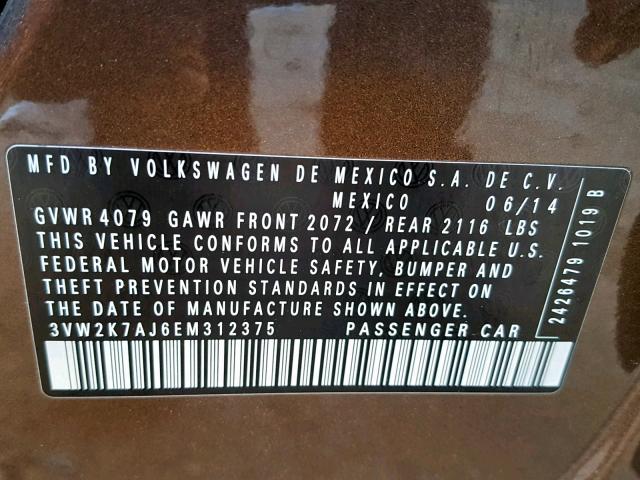 MFD BY VOLKSWAGEN DE MEXICO S.A. DE C.V.
MEXICO 06/14
GVWR 4079 GAWR FRONT 2072 REAR 2116 LBS
THIS VEHICLE CONFORMS TO ALL APPLICABLE U.S.
FEDERAL MOTOR VEHICLE SAFETY, BUMPER AND
THEFT PREVENTION STANDARDS IN EFFECT ON
THE DATE OF MANUFACTURE SHOWN ABOVE.
3VW2K7AJ6EM312375 PASSENGER CAR
2426479 1019 B